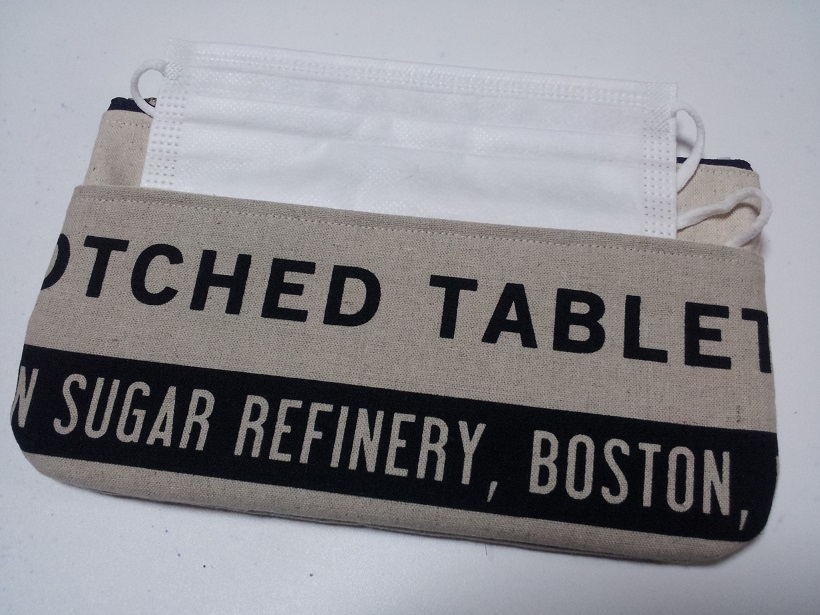 OTCHED TABLET
N SUGAR REFINERY, BOSTON,